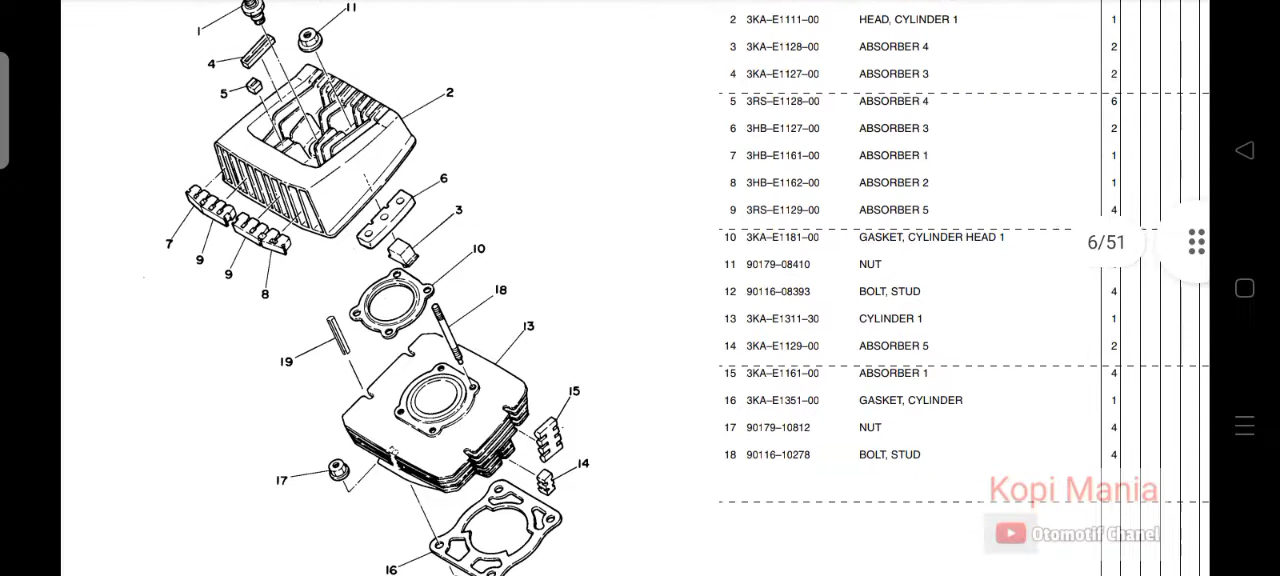 11
1
4
5
2
6
3
7
9
9
8
10
18
13
19
15
14
17
16
2 3KA–E1111–00 HEAD, CYLINDER 1 1
3 3KA–E1128–00 ABSORBER 4 2
4 3KA–E1127–00 ABSORBER 3 2
5 3RS–E1128–00 ABSORBER 4 6
6 3HB–E1127–00 ABSORBER 3 2
7 3HB–E1161–00 ABSORBER 1 1
8 3HB–E1162–00 ABSORBER 2 1
9 3RS–E1129–00 ABSORBER 5 4
10 3KA–E1181–00 GASKET, CYLINDER HEAD 1
6/51
11 90179–08410 NUT
12 90116–08393 BOLT, STUD 4
13 3KA–E1311–30 CYLINDER 1 1
14 3KA–E1129–00 ABSORBER 5 2
15 3KA–E1161–00 ABSORBER 1 4
16 3KA–E1351–00 GASKET, CYLINDER 1
17 90179–10812 NUT 4
18 90116–10278 BOLT, STUD 4
Kopi Mania
Otomotif Chanel